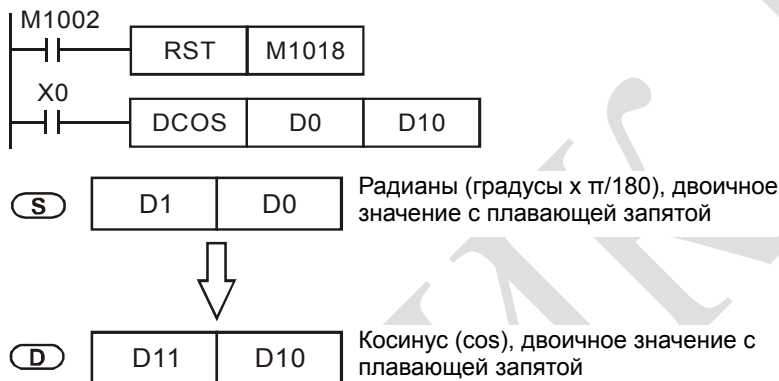 M1002
RST M1018
X0
DCOS D0 D10
S D1 D0 Радианы (градусы x π/180), двоичное
значение с плавающей запятой
D D11 D10 Косинус (cos), двоичное значение с
плавающей запятой